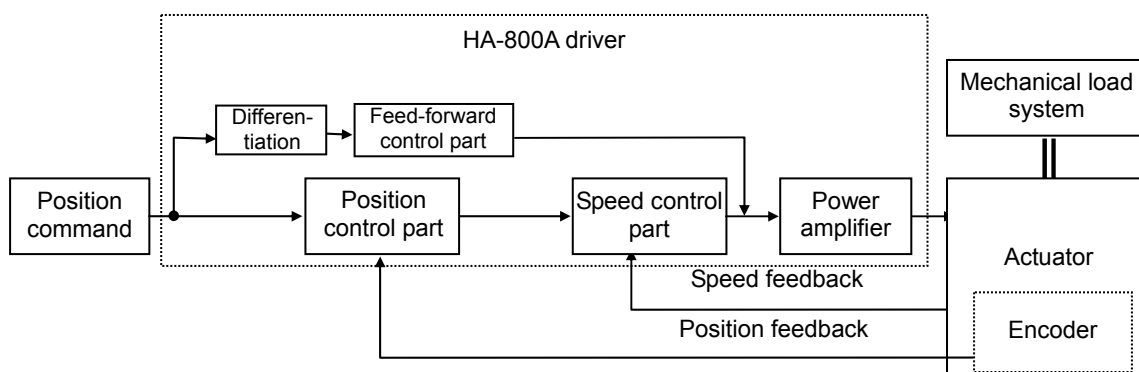 HA-800A driver
Mechanical load
system
Differen-
tiation
Feed-forward
control part
Position
command
Position
control part
Speed control
part
Power
amplifier
Actuator
Speed feedback
Position feedback
Encoder